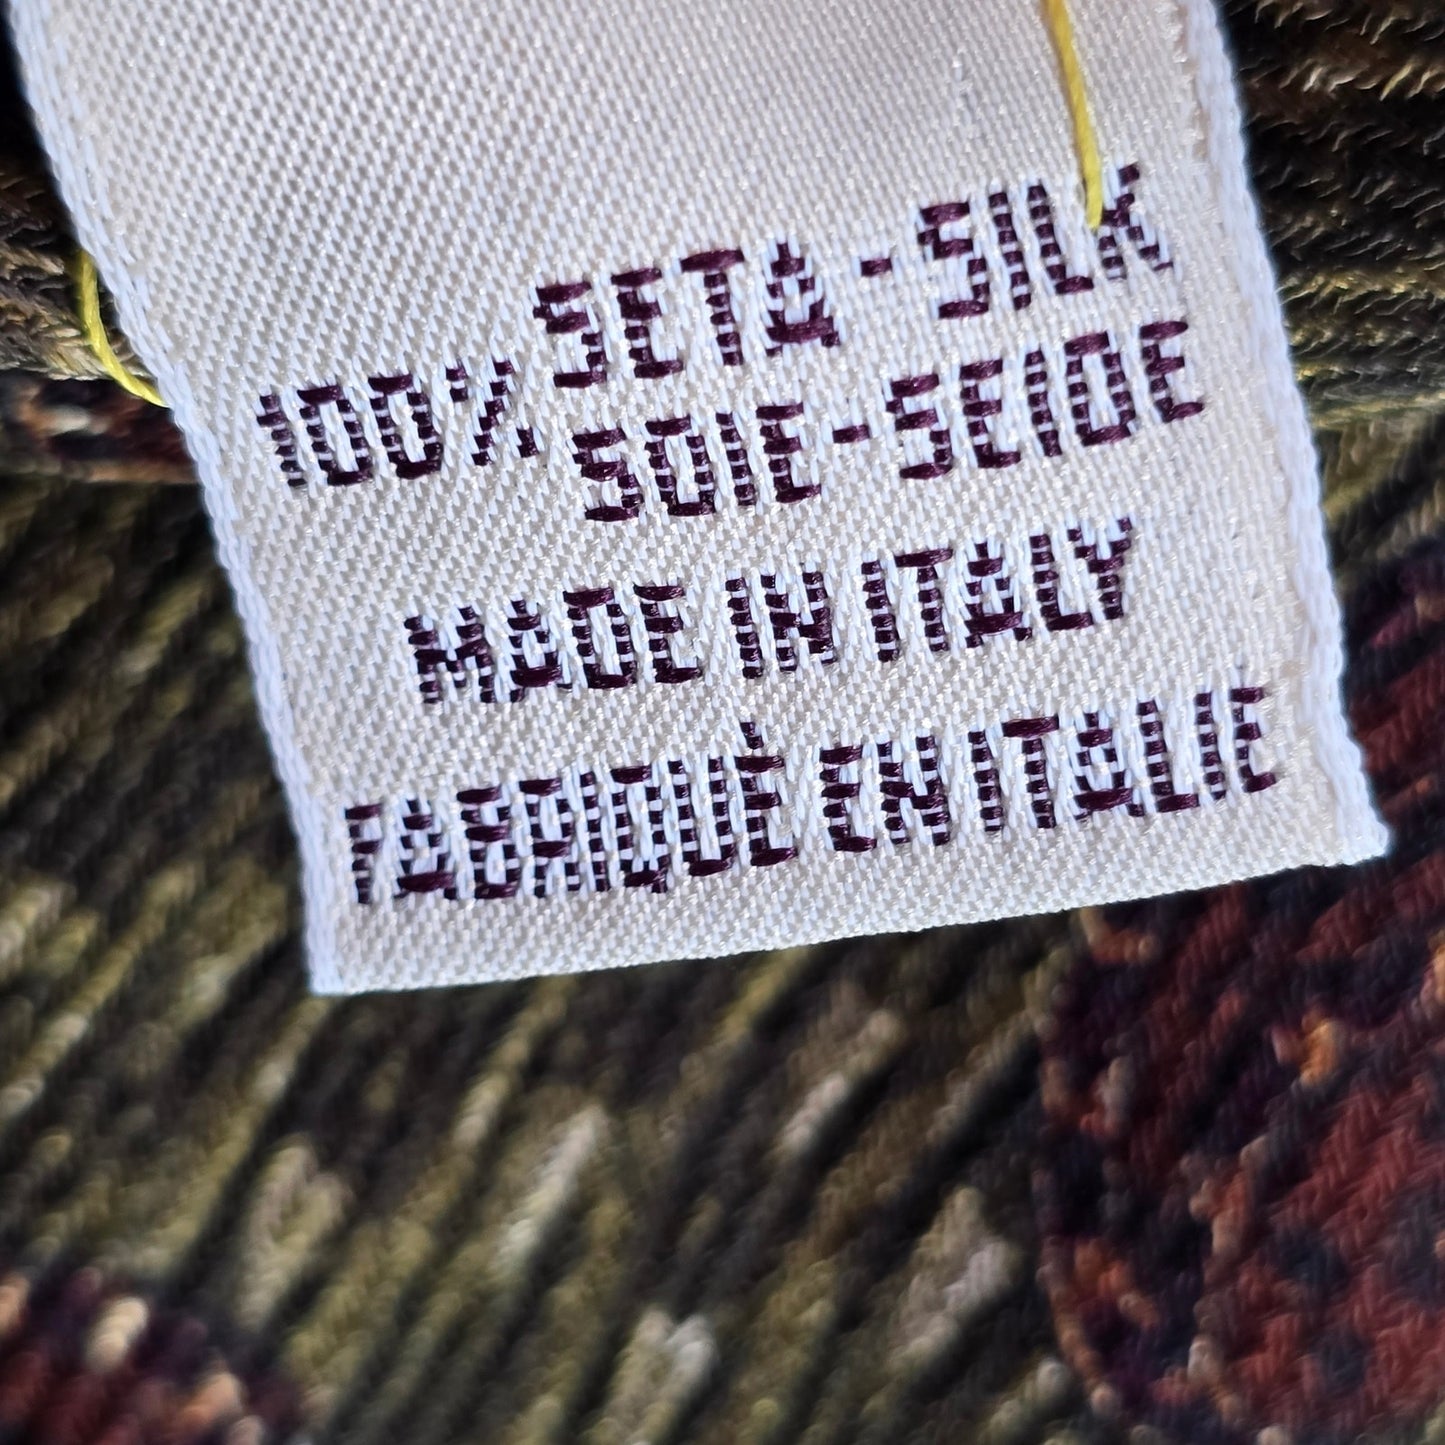 100% SETA-SILK
SOIE-SEIDE
MADE IN ITALY
FABRIQUÈ EN ITALIE